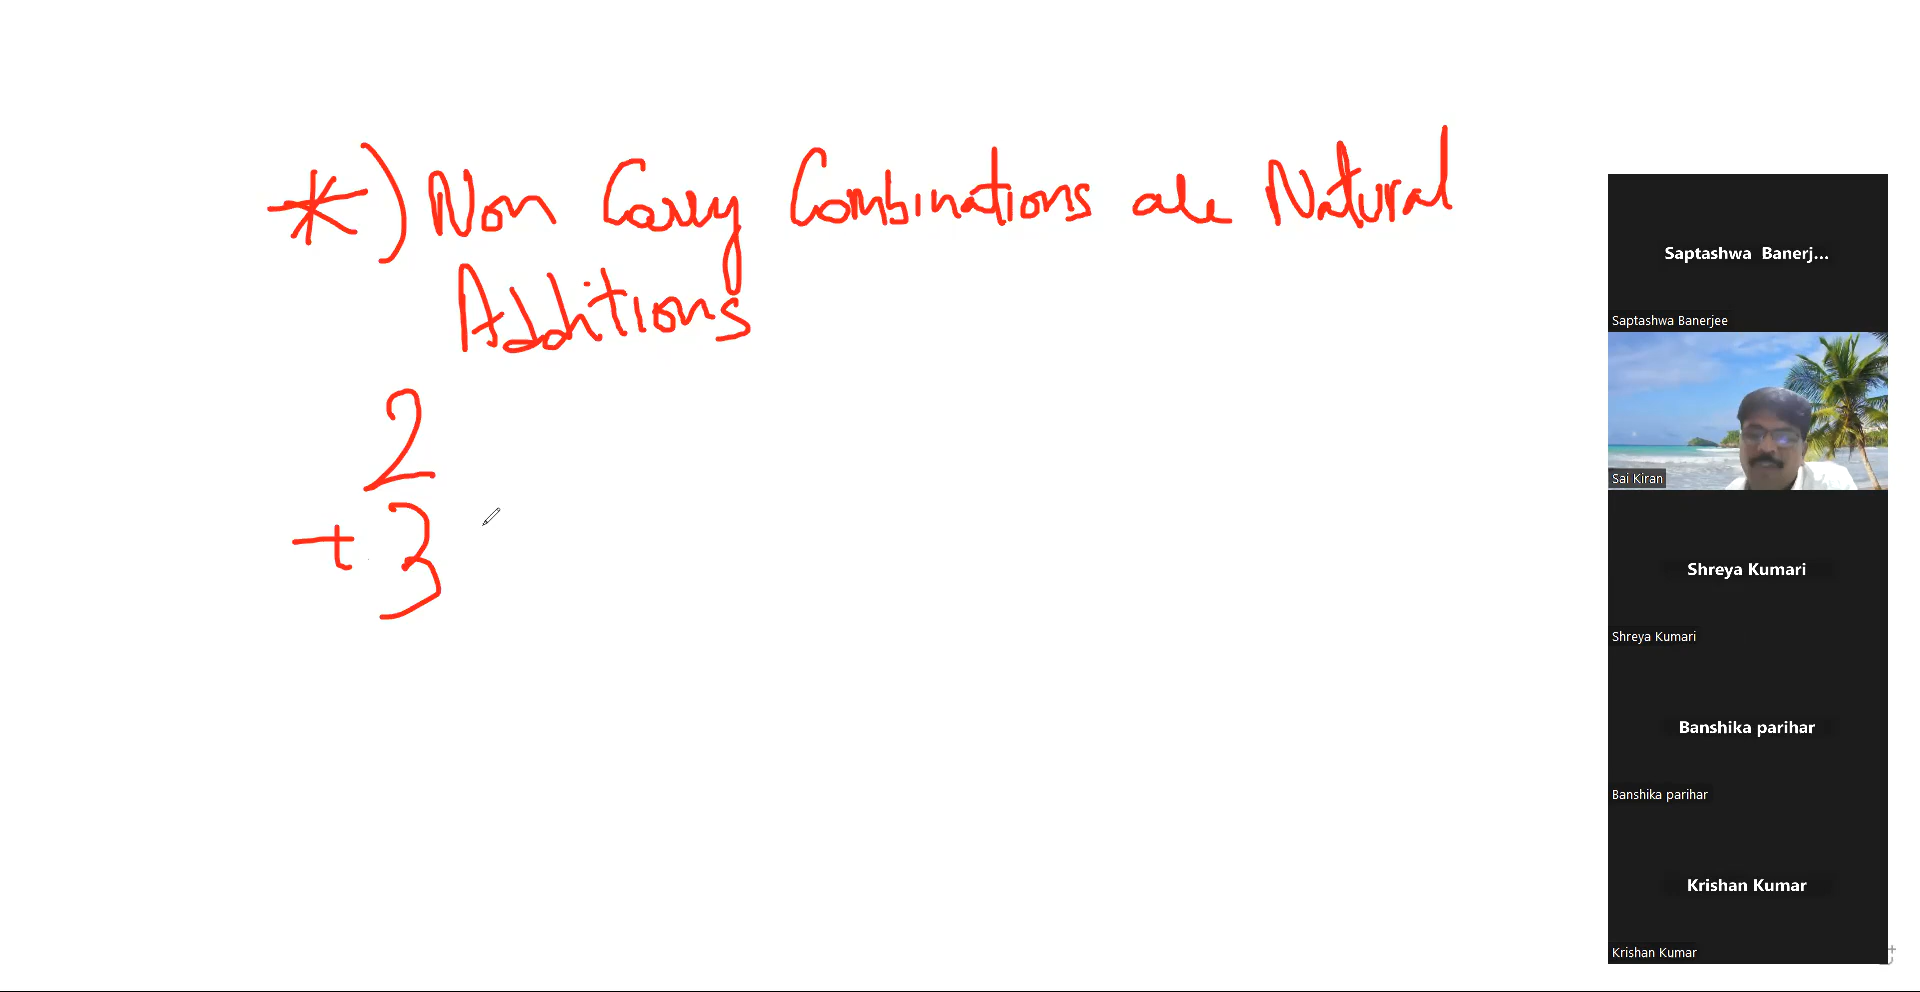 *) Non Carry Combinations are Natural
Additions
2
+ 3
Saptashwa Banerj...
Saptashwa Banerjee
Sai Kiran
Shreya Kumari
Shreya Kumari
Banshika parihar
Banshika parihar
Krishan Kumar
Krishan Kumar